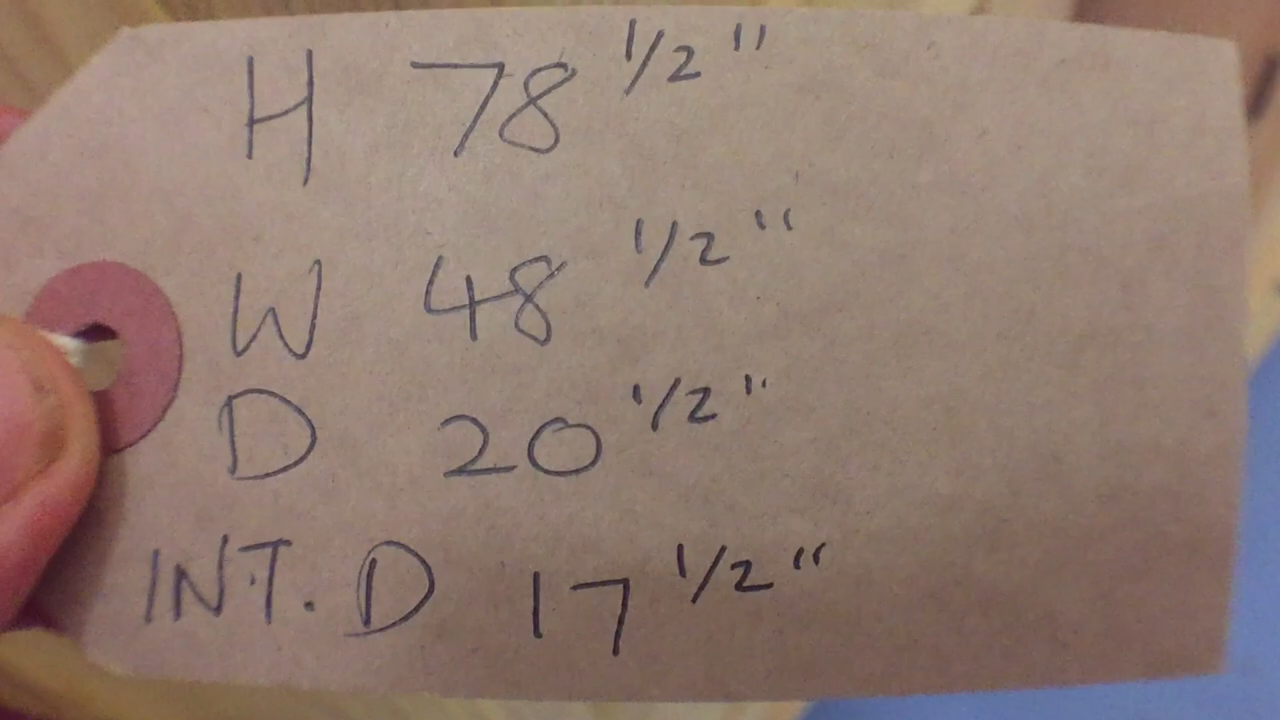 H 78 1/2"
W 48 1/2"
D 20 1/2"
INT. D 17 1/2"